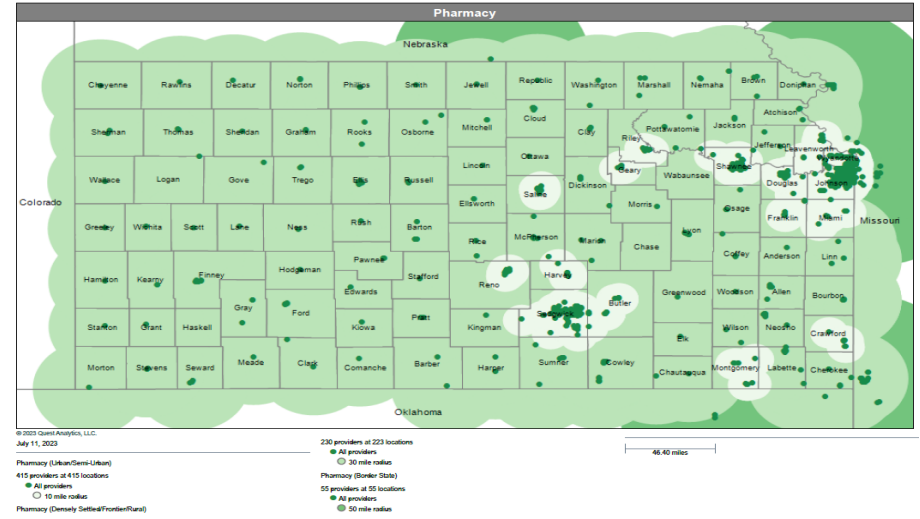 Pharmacy
Nebraska
Cheyenne Rawlins Decatur Norton Phillips Smith Jewell Republic Washington Marshall Nemaha Brown Doniphan
Atchison
Sherman Thomas Sheridan Graham Rooks Osborne Mitchell Cloud Clay Riley Pottawatomie Jackson Jefferson Leavenworth
Wyandotte
Wallace Logan Gove Trego Ellis Russell Lincoln Ottawa Geary Wabaunsee Shawnee Douglas Johnson
Saline Dickinson
Colorado
Ellsworth Morris Osage Franklin Miami Missouri
Greeley Wichita Scott Lane Ness Rush Barton Rice McPherson Marion Chase Lyon
Pawnee Coffey Anderson Linn
Hamilton Kearny Finney Hodgeman Stafford Reno Harvey
Edwards Greenwood Woodson Allen Bourbon
Gray Ford Butler
Stanton Grant Haskell Kiowa Pratt Kingman Sedgwick Elk Wilson Neosho Crawford
Morton Stevens Seward Meade Clark Comanche Barber Harper Sumner Cowley Chautauqua Montgomery Labette Cherokee
Oklahoma
© 2023 Quest Analytics, LLC.
July 11, 2023
Pharmacy (Urban/Semi-Urban)
415 providers at 415 locations
All providers
10 mile radius
Pharmacy (Densely Settled/Frontier/Rural)
230 providers at 223 locations
All providers
30 mile radius
Pharmacy (Border State)
55 providers at 55 locations
All providers
50 mile radius
46.40 miles